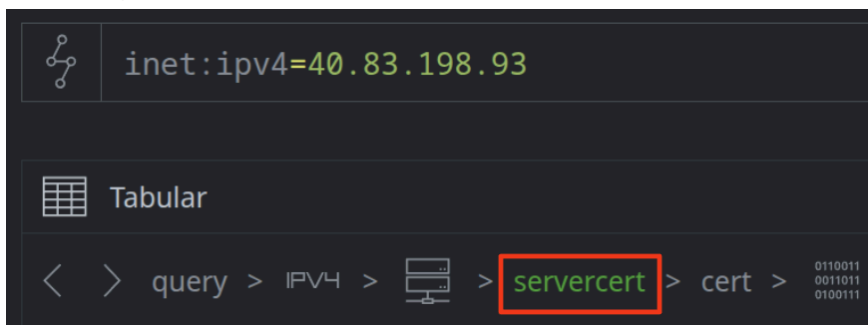 inet:ipv4=40.83.198.93
Tabular
< > query > IPV4 > > servercert > cert > 0110011
0011011
0100111